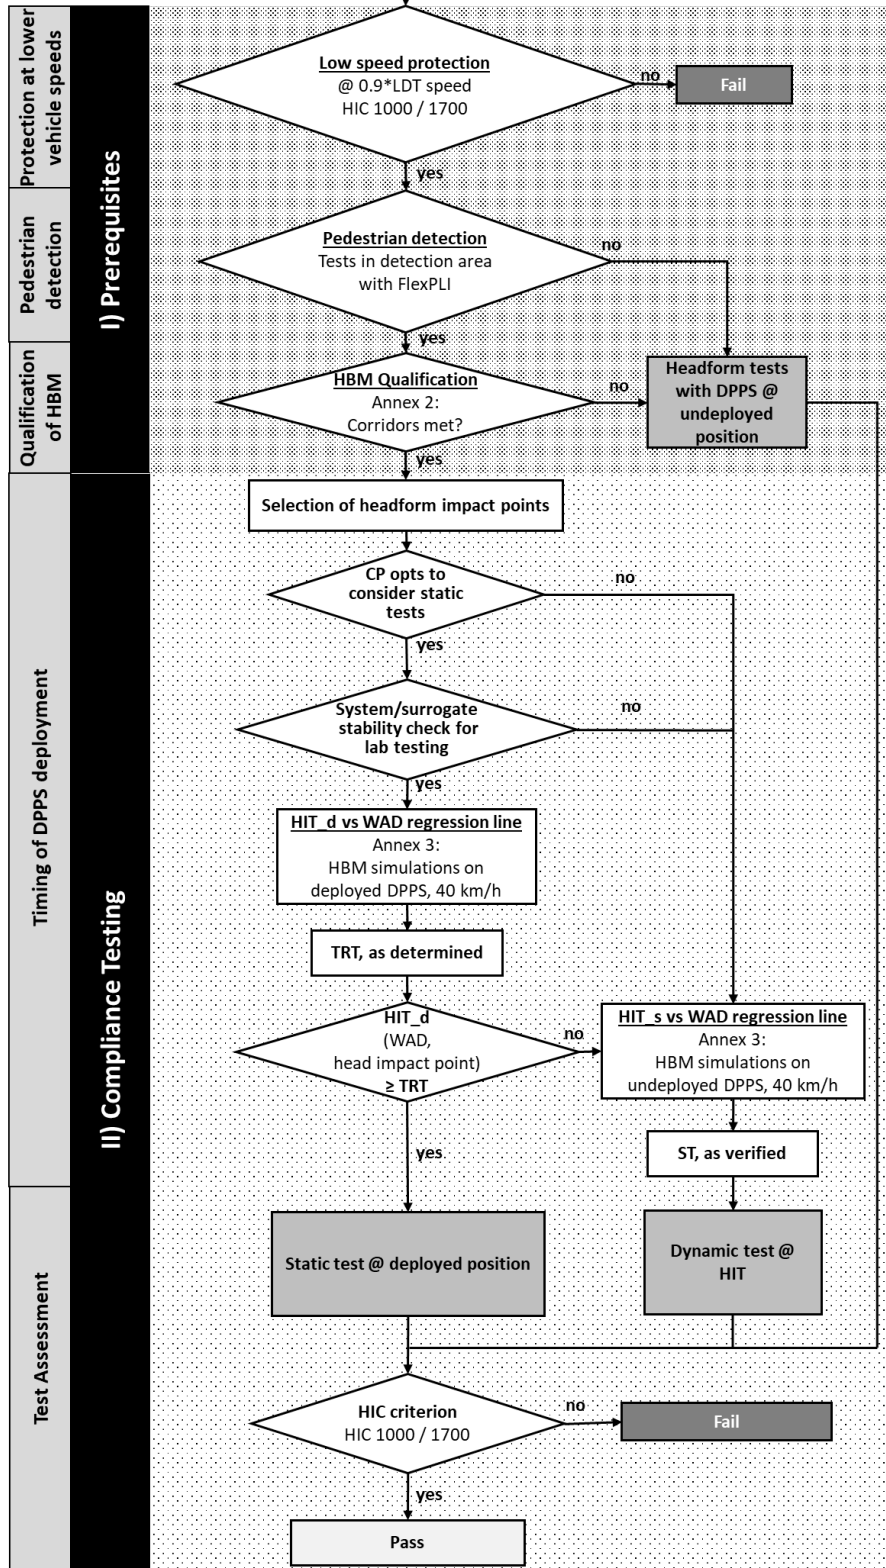 Protection at lower
vehicle speeds
Pedestrian
detection
Qualification
of HBM
I) Prerequisites
Low speed protection
@ 0.9*LDT speed
HIC 1000 / 1700
no
Fail
yes
Pedestrian detection
Tests in detection area
with FlexPLI
no
yes
HBM Qualification
Annex 2:
Corridors met?
no
Headform tests
with DPPS @
undeployed
position
yes
Timing of DPPS deployment
II) Compliance Testing
Selection of headform impact points
CP opts to
consider static
tests
no
yes
System/surrogate
stability check for
lab testing
no
yes
HIT_d vs WAD regression line
Annex 3:
HBM simulations on
deployed DPPS, 40 km/h
TRT, as determined
HIT_d
(WAD,
head impact point)
≥ TRT
no
HIT_s vs WAD regression line
Annex 3:
HBM simulations on
undeployed DPPS, 40 km/h
ST, as verified
yes
Test Assessment
Static test @ deployed position
Dynamic test @
HIT
HIC criterion
HIC 1000 / 1700
no
Fail
yes
Pass